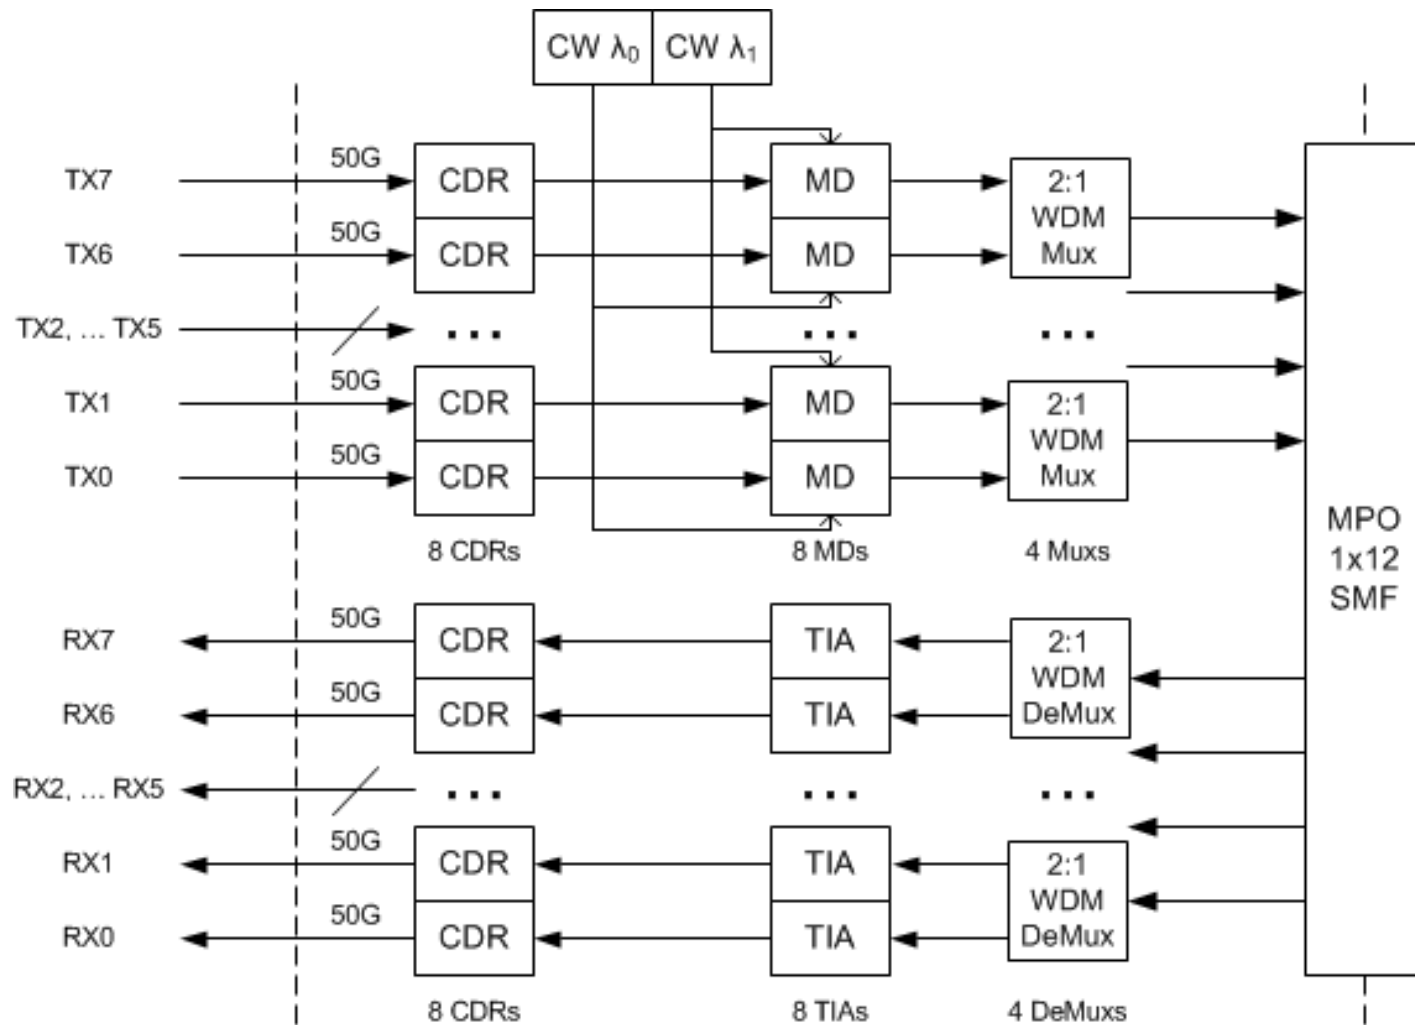 CW λ0 CW λ1
TX7 50G CDR MD 2:1
WDM
Mux
TX6 50G CDR MD
TX2, ... TX5 ... ... ...
TX1 50G CDR MD 2:1
WDM
Mux
TX0 50G CDR MD
8 CDRs 8 MDs 4 Muxs
MPO
1x12
SMF
RX7 50G CDR TIA 2:1
WDM
DeMux
RX6 50G CDR TIA
RX2, ... RX5 ... ... ...
RX1 50G CDR TIA 2:1
WDM
DeMux
RX0 50G CDR TIA
8 CDRs 8 TIAs 4 DeMuxs